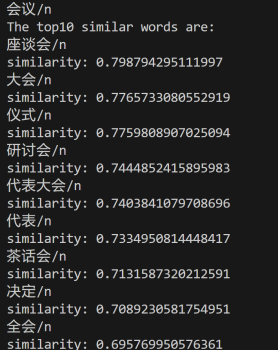 会议/n
The top10 similar words are:
座谈会/n
similarity: 0.798794295111997
大会/n
similarity: 0.7765733080552919
仪式/n
similarity: 0.7759808907025094
研讨会/n
similarity: 0.7444852415895983
代表大会/n
similarity: 0.7403841079708696
代表/n
similarity: 0.7334950814448417
茶话会/n
similarity: 0.7131587320212591
决定/n
similarity: 0.7089230581754951
全会/n
similarity: 0.695769950576361